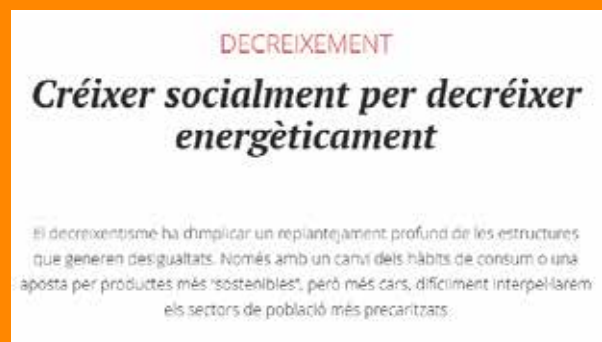 DECREIXEMENT
Créixer socialment per decréixer
energèticament
El decreixentisme ha d'implicar un replantejament profund de les estructures
que generen desigualtats. Només amb un canvi dels hàbits de consum o una
aposta per productes més "sostenibles", però més cars, difícilment interpel·larem
els sectors de població més precaritzats.